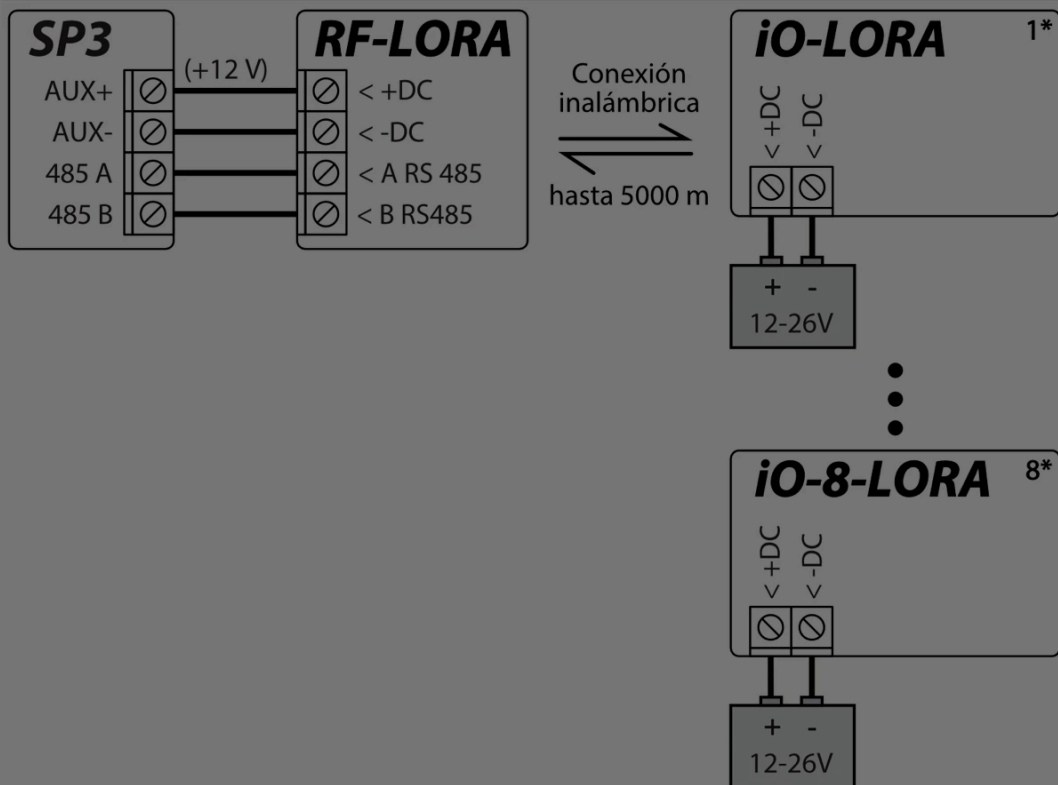 SP3
AUX+
AUX-
485 A
485 B
(+12 V)
RF-LORA
< +DC
< -DC
< A RS 485
< B RS485
Conexión
inalámbrica
hasta 5000 m
iO-LORA 1*
< +DC
< -DC
+ -
12-26V
iO-8-LORA 8*
< +DC
< -DC
+ -
12-26V